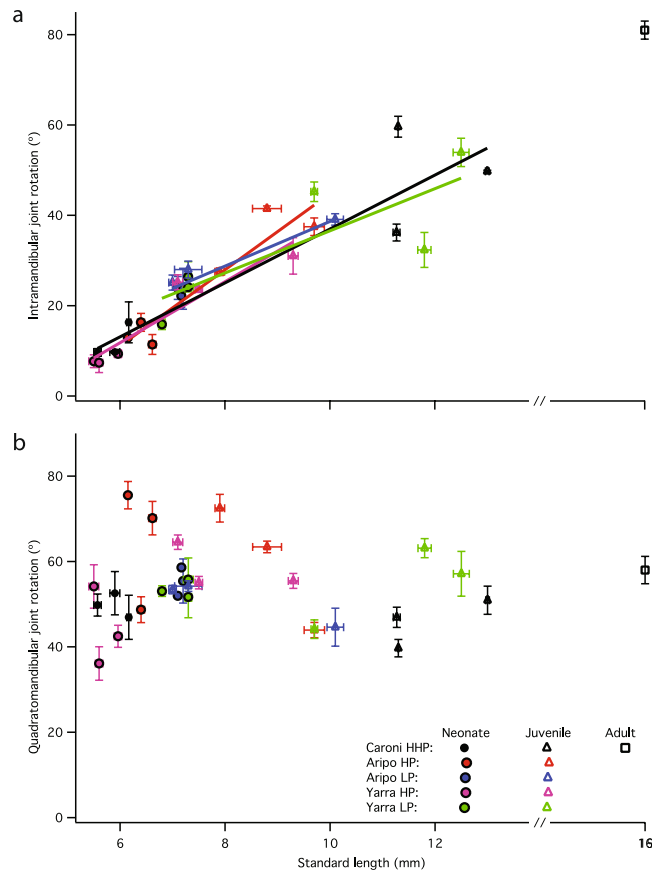 a
80
60
40
20
0
Intramandibular joint rotation (°)
//
b
80
60
40
20
0
Quadratomandibular joint rotation (°)
Neonate Juvenile Adult
Caroni HHP:
Aripo HP:
Aripo LP:
Yarra HP:
Yarra LP:
6 8 10 12 // 16
Standard length (mm)